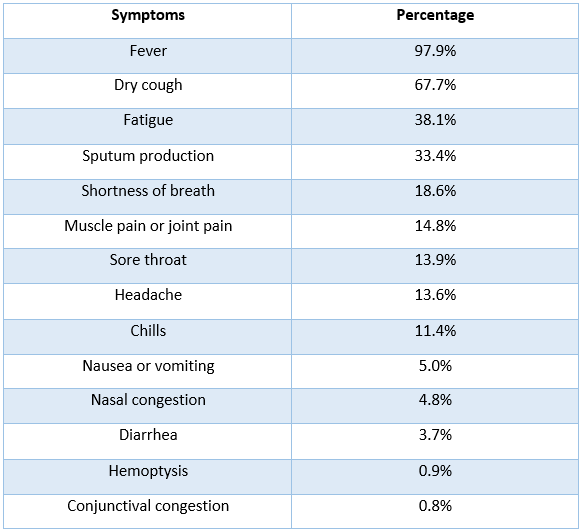 Symptoms Percentage
Fever 97.9%
Dry cough 67.7%
Fatigue 38.1%
Sputum production 33.4%
Shortness of breath 18.6%
Muscle pain or joint pain 14.8%
Sore throat 13.9%
Headache 13.6%
Chills 11.4%
Nausea or vomiting 5.0%
Nasal congestion 4.8%
Diarrhea 3.7%
Hemoptysis 0.9%
Conjunctival congestion 0.8%